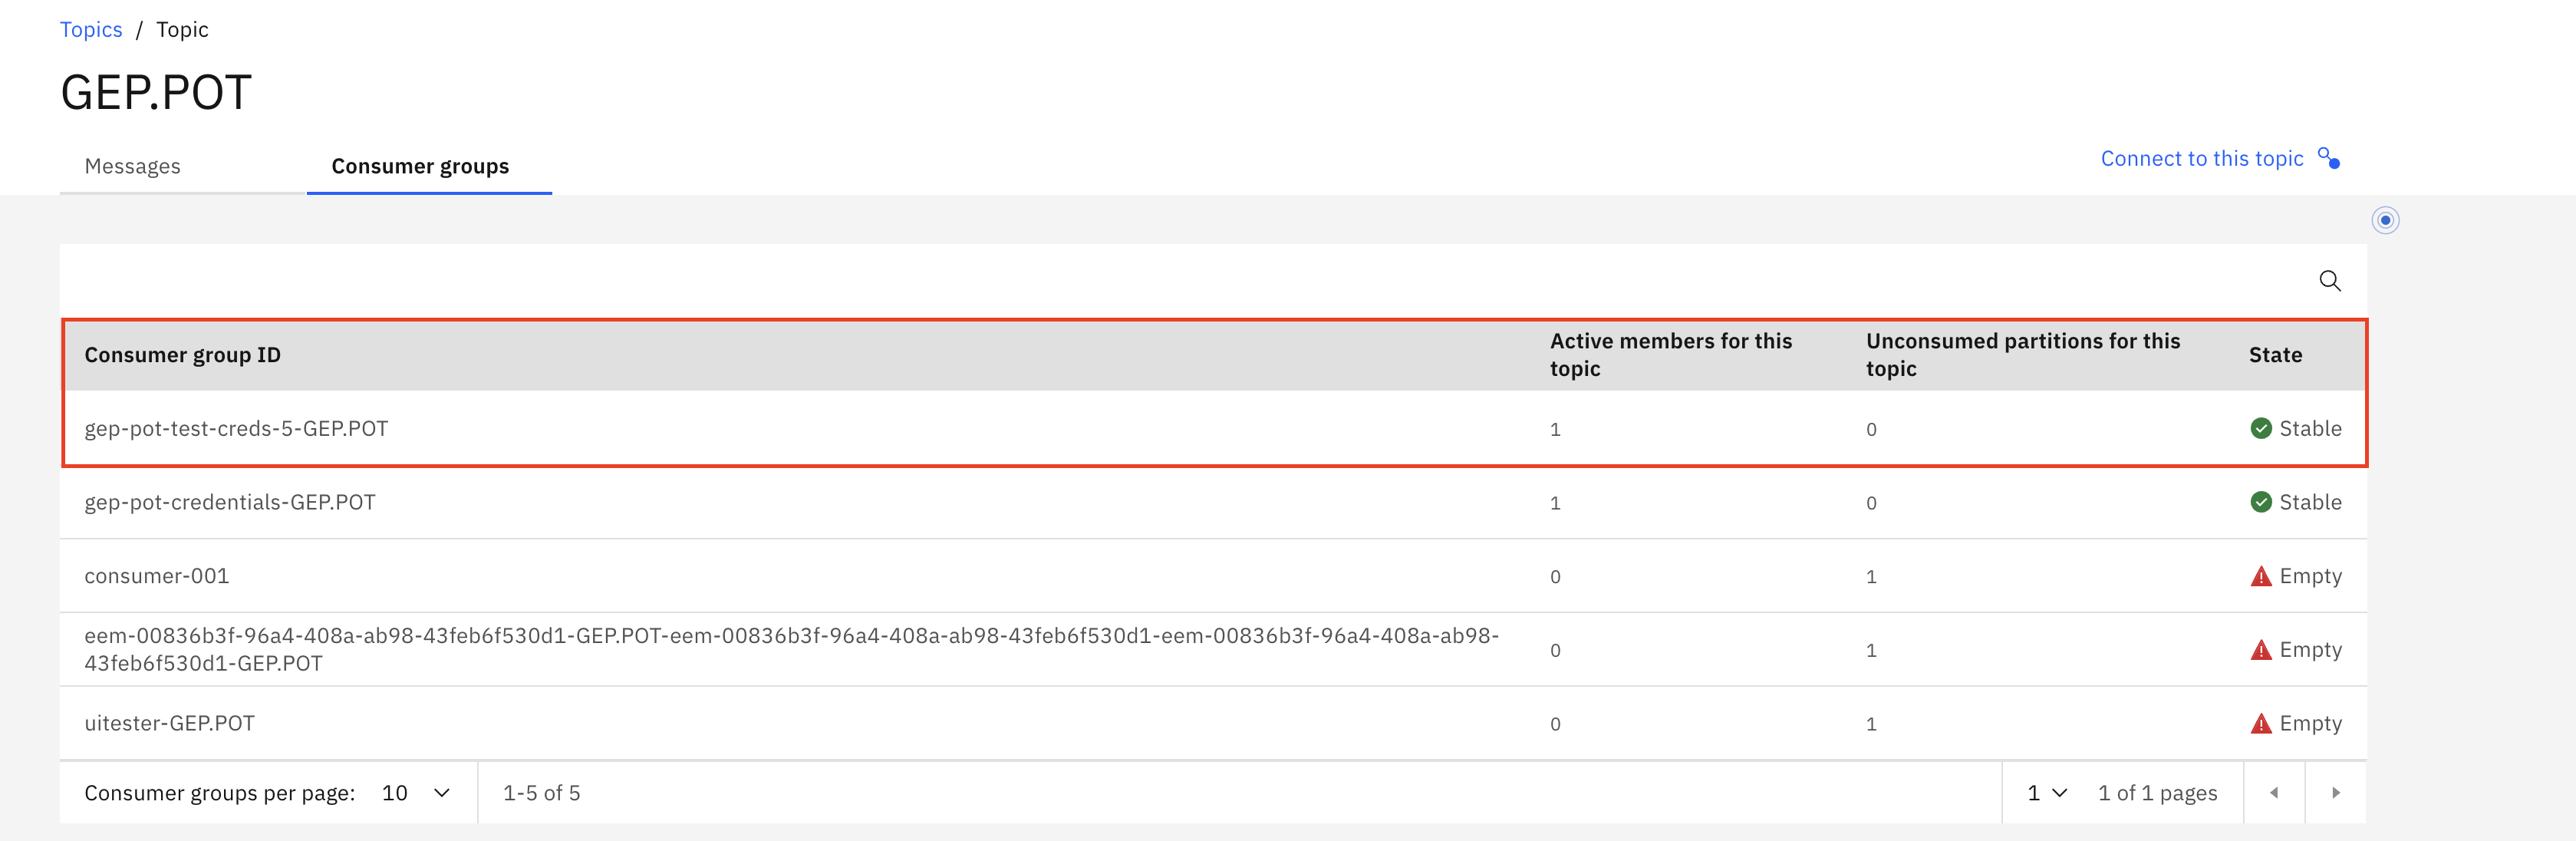 Topics / Topic
GEP.POT
Messages
Consumer groups
Connect to this topic
Consumer group ID
Active members for this
topic
Unconsumed partitions for this
topic
State
gep-pot-test-creds-5-GEP.POT 1 0 Stable
gep-pot-credentials-GEP.POT 1 0 Stable
consumer-001 0 1 Empty
eem-00836b3f-96a4-408a-ab98-43feb6f530d1-GEP.POT-eem-00836b3f-96a4-408a-ab98-43feb6f530d1-eem-00836b3f-96a4-408a-ab98-
43feb6f530d1-GEP.POT 0 1 Empty
uitester-GEP.POT 0 1 Empty
Consumer groups per page: 10 1-5 of 5 1 1 of 1 pages